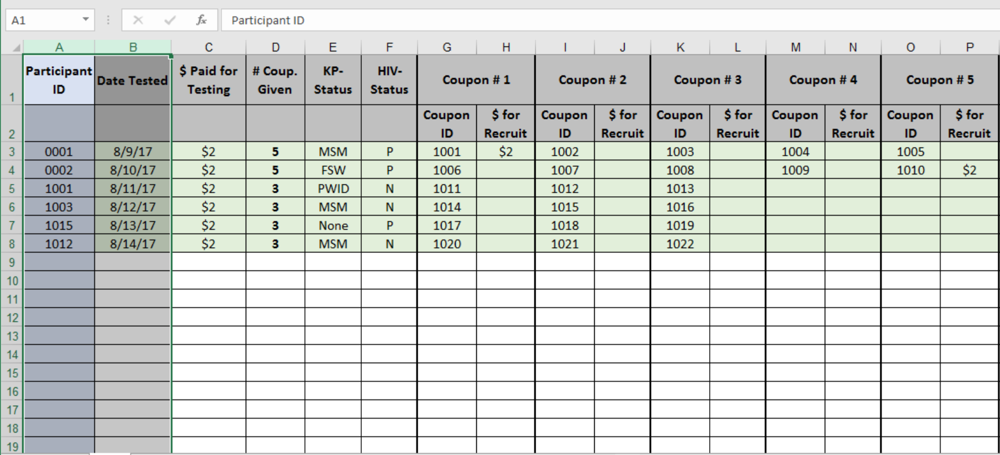 A1 fx Participant ID
A B C D E F G H I J K L M N O P
1 Participant ID Date Tested $ Paid for Testing # Coup. Given KP-Status HIV-Status Coupon # 1 Coupon # 2 Coupon # 3 Coupon # 4 Coupon # 5
2 Coupon ID $ for Recruit Coupon ID $ for Recruit Coupon ID $ for Recruit Coupon ID $ for Recruit Coupon ID $ for Recruit
3 0001 8/9/17 $2 5 MSM P 1001 $2 1002 1003 1004 1005
4 0002 8/10/17 $2 5 FSW P 1006 1007 1008 1009 1010 $2
5 1001 8/11/17 $2 3 PWID N 1011 1012 1013
6 1003 8/12/17 $2 3 MSM N 1014 1015 1016
7 1015 8/13/17 $2 3 None P 1017 1018 1019
8 1012 8/14/17 $2 3 MSM N 1020 1021 1022
9
10
11
12
13
14
15
16
17
18
19